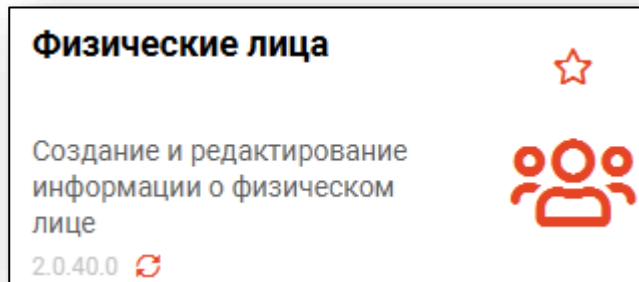 Физические лица
Создание и редактирование
информации о физическом
лице
2.0.40.0